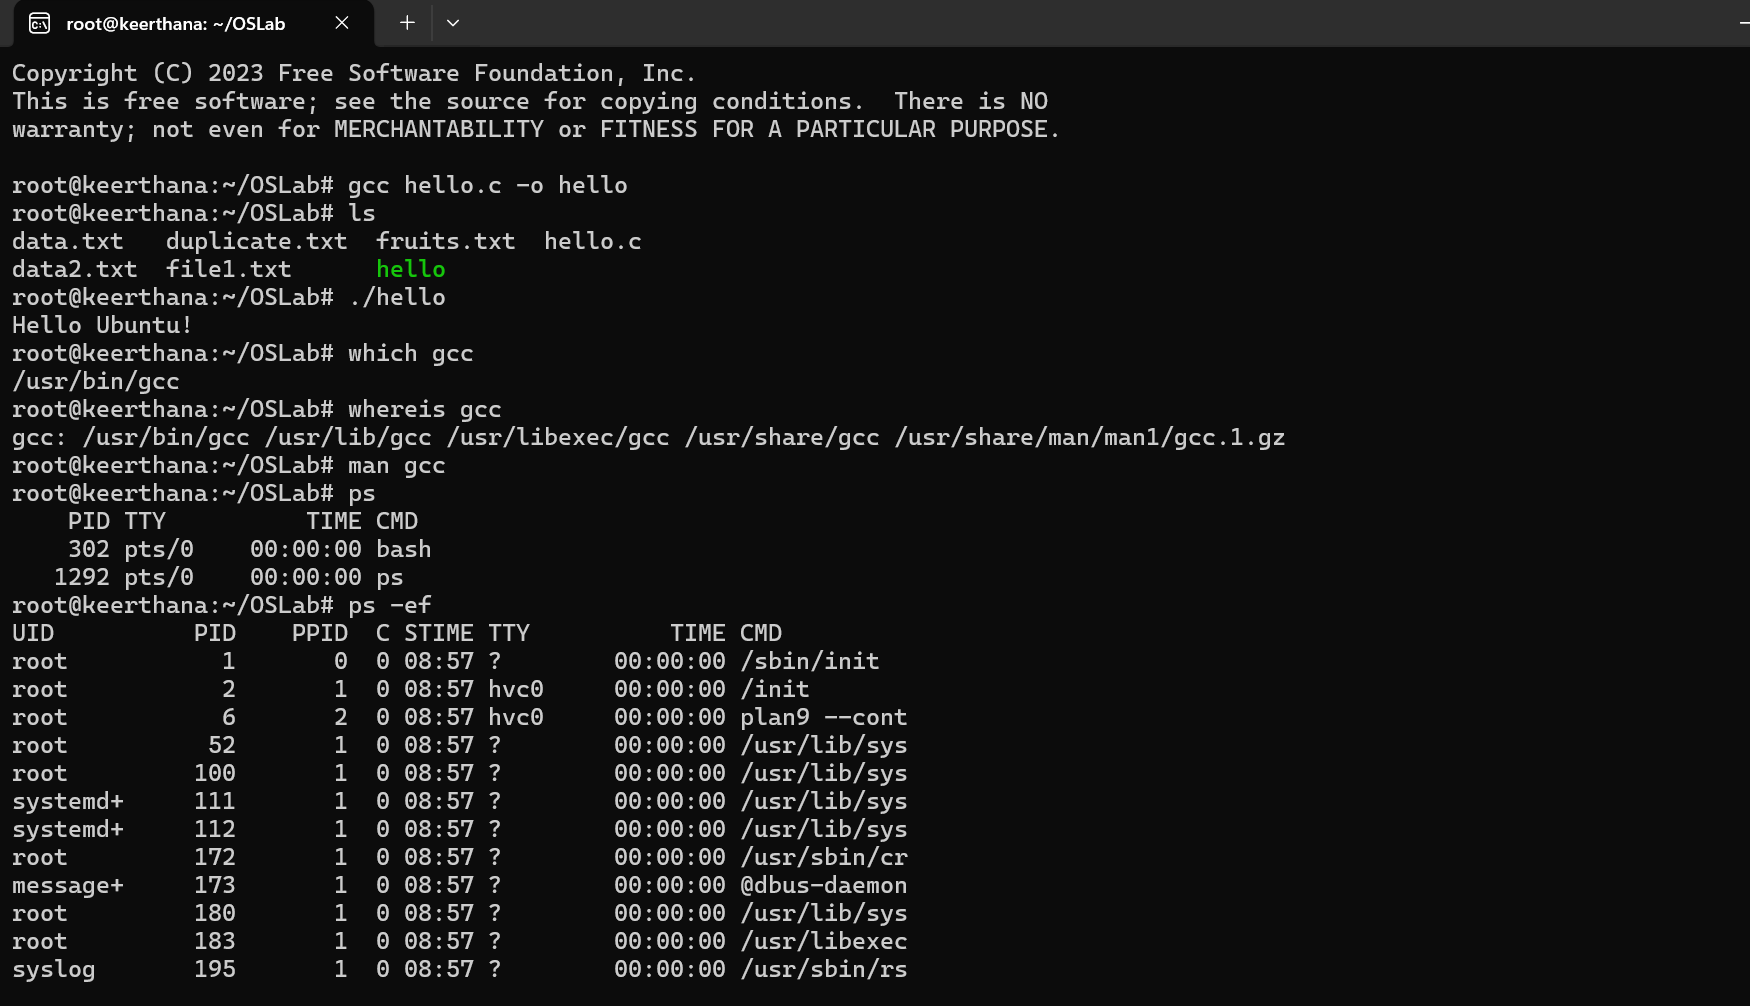 root@keerthana: ~/OSLab
Copyright (C) 2023 Free Software Foundation, Inc.
This is free software; see the source for copying conditions.  There is NO
warranty; not even for MERCHANTABILITY or FITNESS FOR A PARTICULAR PURPOSE.
root@keerthana:~/OSLab# gcc hello.c -o hello
root@keerthana:~/OSLab# ls
data.txt   duplicate.txt  fruits.txt  hello.c
data2.txt  file1.txt      hello
root@keerthana:~/OSLab# ./hello
Hello Ubuntu!
root@keerthana:~/OSLab# which gcc
/usr/bin/gcc
root@keerthana:~/OSLab# whereis gcc
gcc: /usr/bin/gcc /usr/lib/gcc /usr/libexec/gcc /usr/share/gcc /usr/share/man/man1/gcc.1.gz
root@keerthana:~/OSLab# man gcc
root@keerthana:~/OSLab# ps
    PID TTY          TIME CMD
    302 pts/0    00:00:00 bash
   1292 pts/0    00:00:00 ps
root@keerthana:~/OSLab# ps -ef
UID          PID    PPID  C STIME TTY          TIME CMD
root           1       0  0 08:57 ?        00:00:00 /sbin/init
root           2       1  0 08:57 hvc0     00:00:00 /init
root           6       2  0 08:57 hvc0     00:00:00 plan9 --cont
root          52       1  0 08:57 ?        00:00:00 /usr/lib/sys
root         100       1  0 08:57 ?        00:00:00 /usr/lib/sys
systemd+     111       1  0 08:57 ?        00:00:00 /usr/lib/sys
systemd+     112       1  0 08:57 ?        00:00:00 /usr/lib/sys
root         172       1  0 08:57 ?        00:00:00 /usr/sbin/cr
message+     173       1  0 08:57 ?        00:00:00 @dbus-daemon
root         180       1  0 08:57 ?        00:00:00 /usr/lib/sys
root         183       1  0 08:57 ?        00:00:00 /usr/libexec
syslog       195       1  0 08:57 ?        00:00:00 /usr/sbin/rs